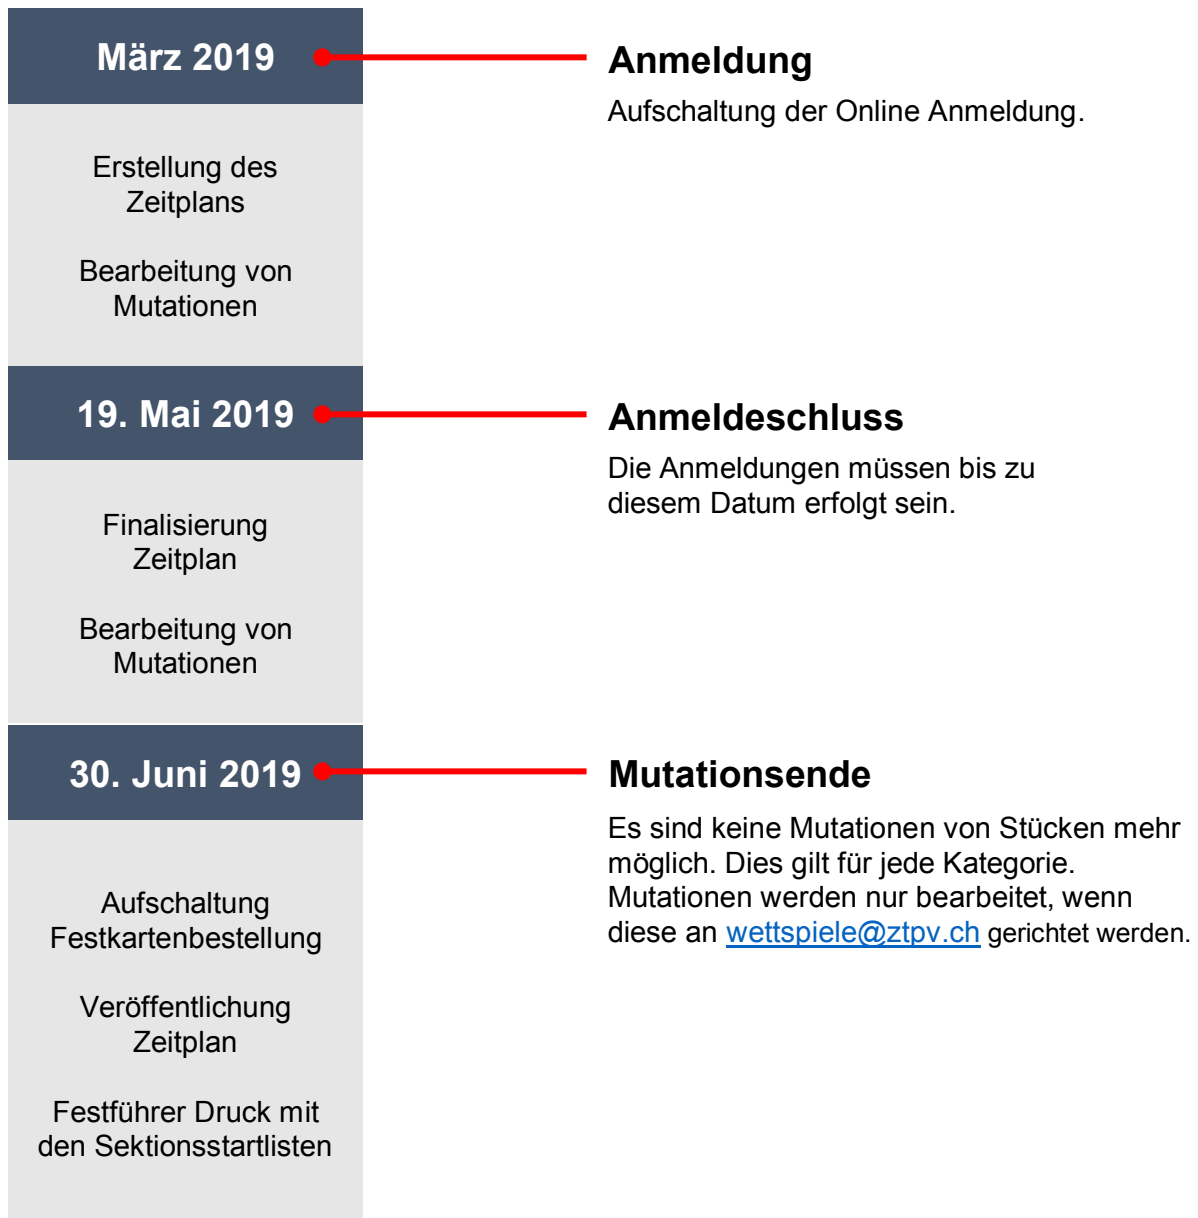 März 2019
Anmeldung
Aufschaltung der Online Anmeldung.
Erstellung des
Zeitplans
Bearbeitung von
Mutationen
19. Mai 2019
Anmeldeschluss
Die Anmeldungen müssen bis zu
diesem Datum erfolgt sein.
Finalisierung
Zeitplan
Bearbeitung von
Mutationen
30. Juni 2019
Mutationsende
Es sind keine Mutationen von Stücken mehr
möglich. Dies gilt für jede Kategorie.
Mutationen werden nur bearbeitet, wenn
diese an wettspiele@ztpv.ch gerichtet werden.
Aufschaltung
Festkartenbestellung
Veröffentlichung
Zeitplan
Festführer Druck mit
den Sektionsstartlisten